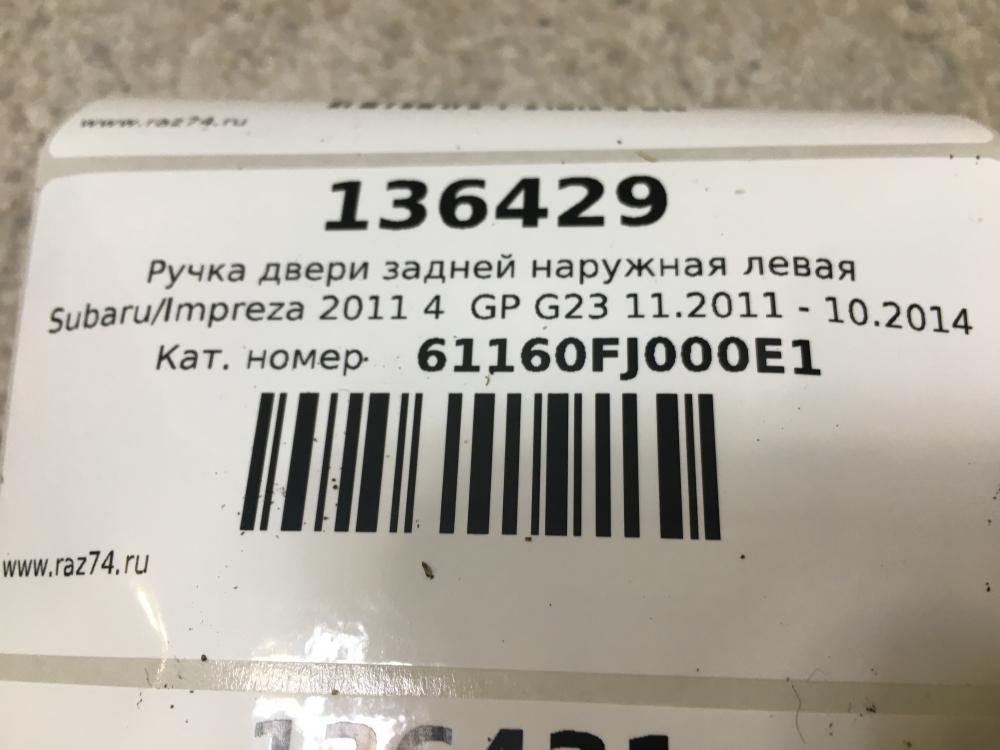 www.raz74.ru
136429
Ручка двери задней наружная левая
Subaru/Impreza 2011 4 GP G23 11.2011 - 10.2014
Кат. номер 61160FJ000E1
www.raz74.ru